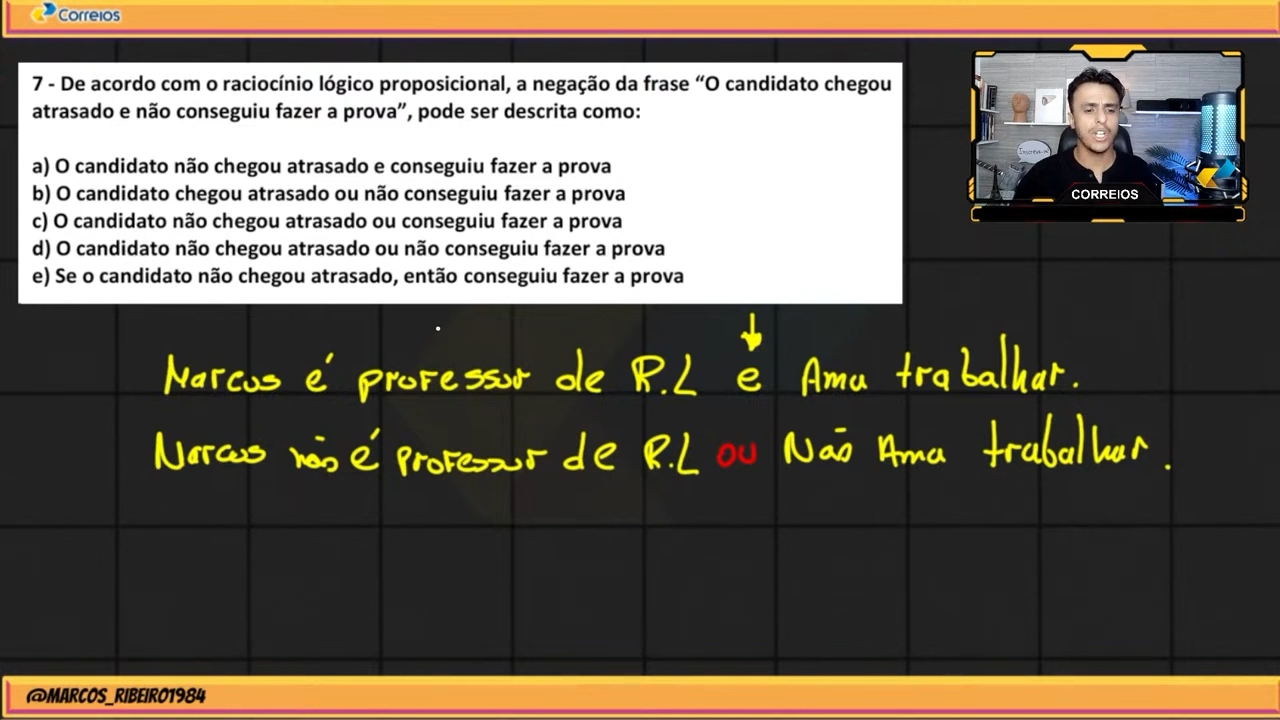 Correios
7 - De acordo com o raciocínio lógico proposicional, a negação da frase “O candidato chegou
atrasado e não conseguiu fazer a prova”, pode ser descrita como:
a) O candidato não chegou atrasado e conseguiu fazer a prova
b) O candidato chegou atrasado ou não conseguiu fazer a prova
c) O candidato não chegou atrasado ou conseguiu fazer a prova
d) O candidato não chegou atrasado ou não conseguiu fazer a prova
e) Se o candidato não chegou atrasado, então conseguiu fazer a prova
Inscreva-se
CORREIOS
Marcus é professor de R.L e Ama trabalhar.
Marcus não é professor de R.L OU Não Ama trabalhar.
@MARCOS_RIBEIRO1984